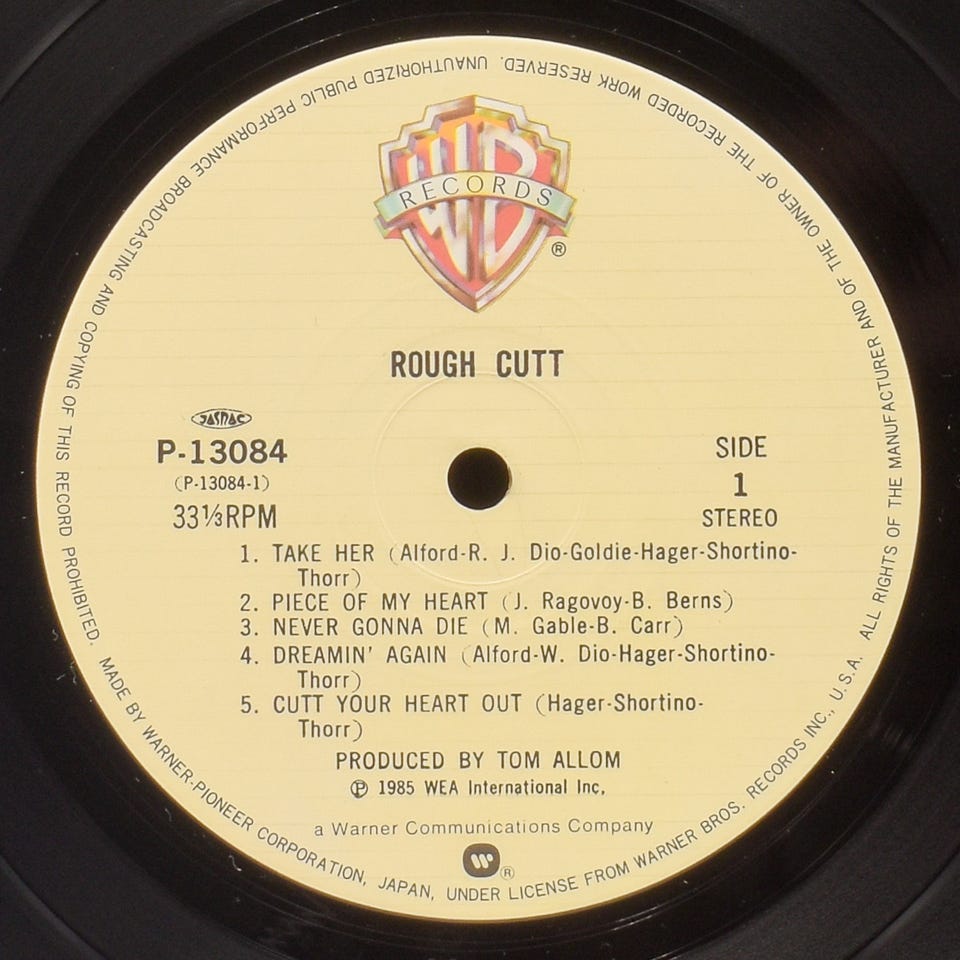 WB
RECORDS
®
ROUGH CUTT
JASRAC
P-13084
(P-13084-1)
33⅓RPM
SIDE
1
STEREO
1. TAKE HER (Alford-R. J. Dio-Goldie-Hager-Shortino-
Thorr)
2. PIECE OF MY HEART (J. Ragovoy-B. Berns)
3. NEVER GONNA DIE (M. Gable-B. Carr)
4. DREAMIN' AGAIN (Alford-W. Dio-Hager-Shortino-
Thorr)
5. CUTT YOUR HEART OUT (Hager-Shortino-
Thorr)
PRODUCED BY TOM ALLOM
℗ 1985 WEA International Inc.
a Warner Communications Company
®
MADE BY WARNER-PIONEER CORPORATION, JAPAN, UNDER LICENSE FROM WARNER BROS. RECORDS INC., U.S.A. ALL RIGHTS OF THE MANUFACTURER AND OF THE OWNER OF THE RECORDED WORK RESERVED. UNAUTHORIZED PUBLIC PERFORMANCE BROADCASTING AND COPYING OF THIS RECORD PROHIBITED.